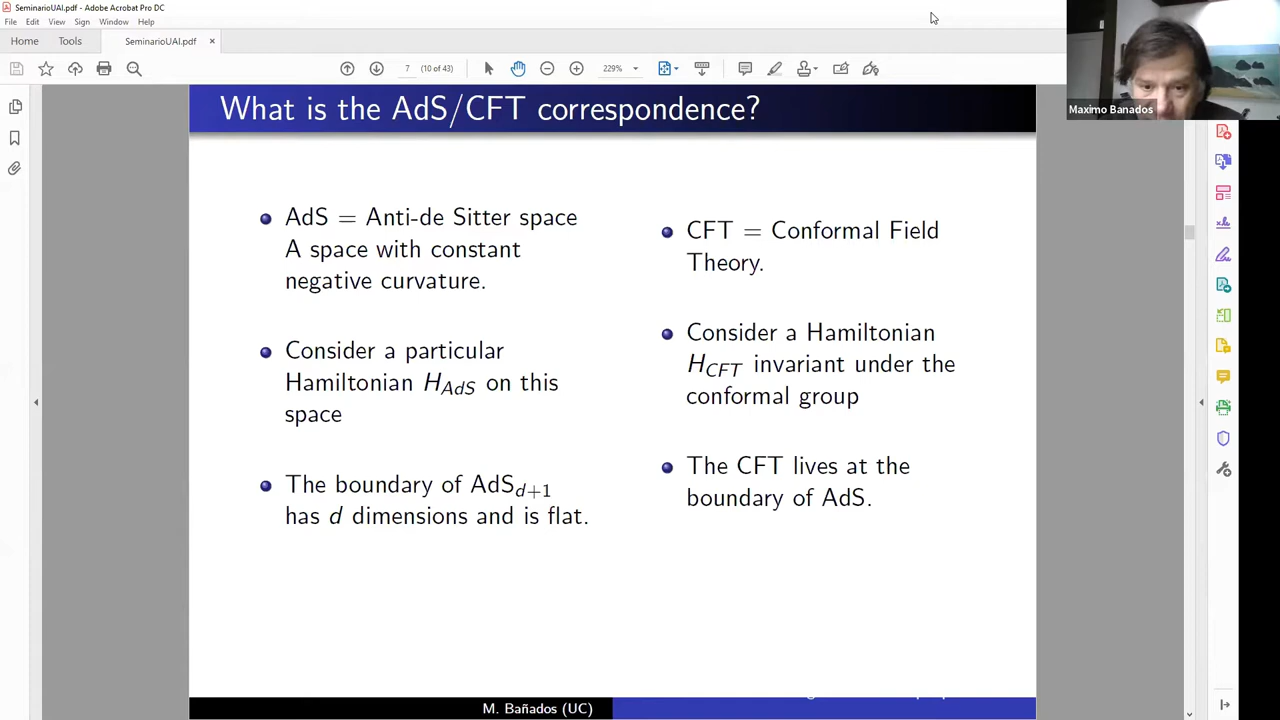 SeminarioUAI.pdf - Adobe Acrobat Pro DC
File Edit View Sign Window Help
Home Tools SeminarioUAI.pdf ×
7 (10 of 43) 229%
Maximo Banados
What is the AdS/CFT correspondence?
AdS = Anti-de Sitter space
A space with constant
negative curvature.
Consider a particular
Hamiltonian H_AdS on this
space
The boundary of AdS_{d+1}
has d dimensions and is flat.
CFT = Conformal Field
Theory.
Consider a Hamiltonian
H_CFT invariant under the
conformal group
The CFT lives at the
boundary of AdS.
M. Bañados (UC)